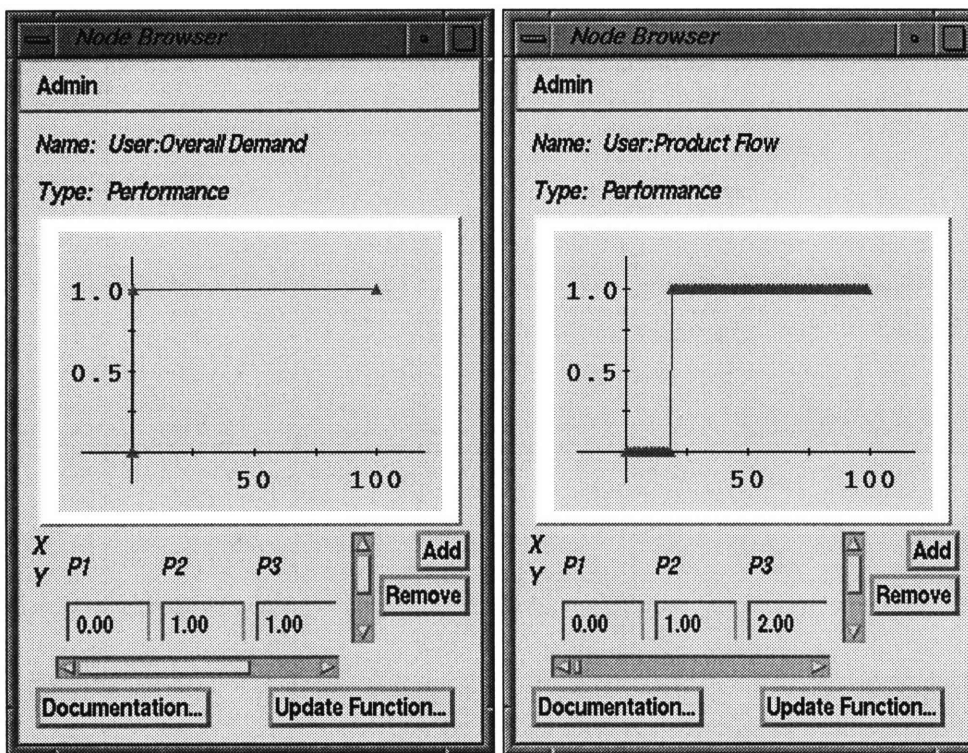 Node Browser
Admin
Name: User:Overall Demand
Type: Performance
1.0
0.5
50 100
X
Y P1 P2 P3
Add
Remove
0.00 1.00 1.00
Documentation... Update Function...
Node Browser
Admin
Name: User:Product Flow
Type: Performance
1.0
0.5
50 100
X
Y P1 P2 P3
Add
Remove
0.00 1.00 2.00
Documentation... Update Function...